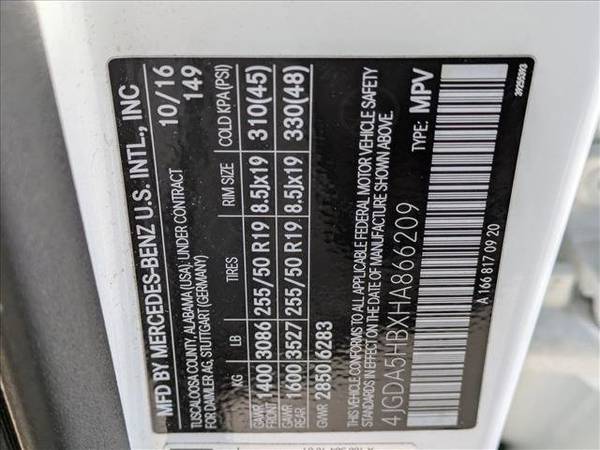 MFD BY MERCEDES-BENZ U.S. INTL., INC
TUSCALOOSA COUNTY, ALABAMA (USA), UNDER CONTRACT
FOR DAIMLER AG, STUTTGART (GERMANY)
10/16
149
KG LB TIRES RIM SIZE COLD KPA (PSI)
GAWR FRONT 1400 3086 255/50 R19 8.5Jx19 310(45)
GAWR REAR 1600 3527 255/50 R19 8.5Jx19 330(48)
GVWR 2850 6283
THIS VEHICLE CONFORMS TO ALL APPLICABLE FEDERAL MOTOR VEHICLE SAFETY
STANDARDS IN EFFECT ON THE DATE OF MANUFACTURE SHOWN ABOVE.
4JGDA5HBXHA866209 TYPE: MPV
A 166 817 09 20
39255393